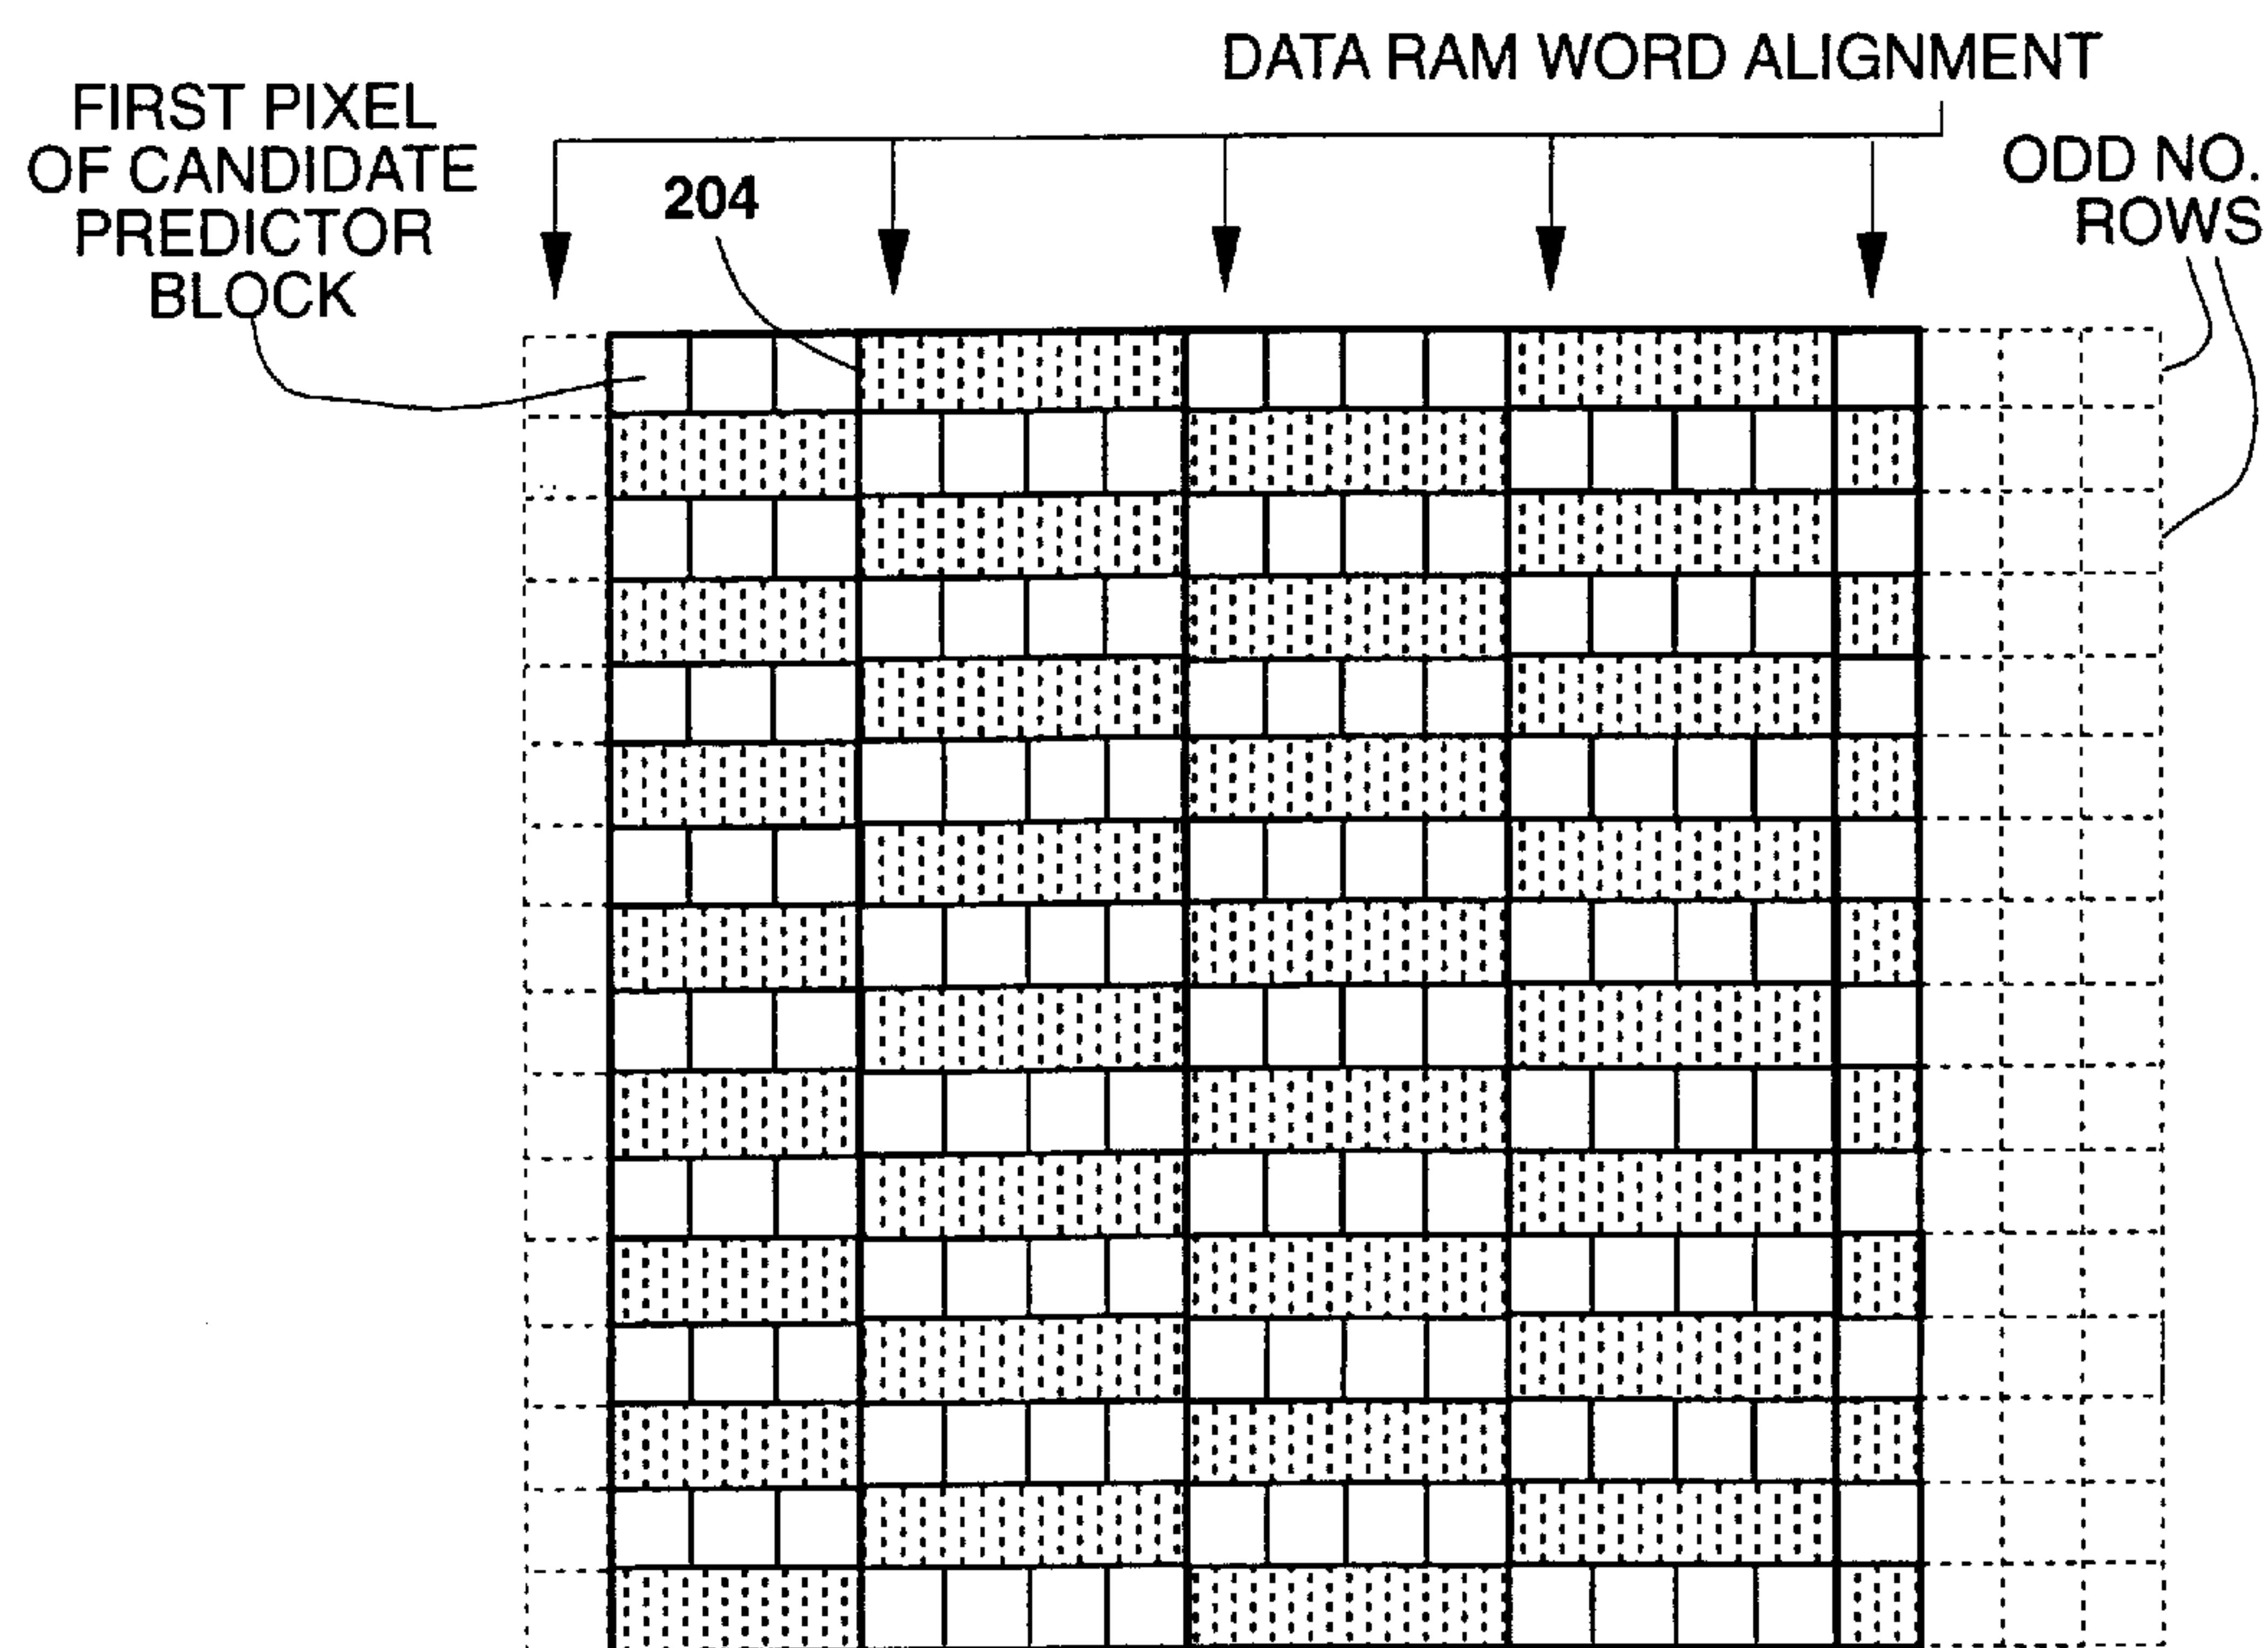 DATA RAM WORD ALIGNMENT
FIRST PIXEL
OF CANDIDATE
PREDICTOR
BLOCK
204
ODD NO.
ROWS